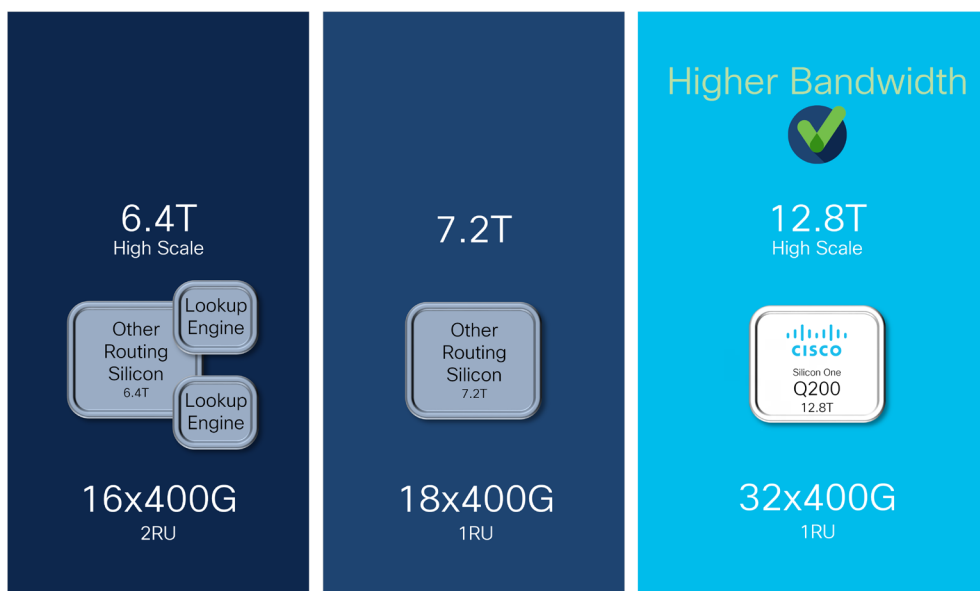 6.4T
High Scale
Other
Routing
Silicon
6.4T
Lookup
Engine
Lookup
Engine
16x400G
2RU
7.2T
Other
Routing
Silicon
7.2T
18x400G
1RU
Higher Bandwidth
12.8T
High Scale
CISCO
Silicon One
Q200
12.8T
32x400G
1RU